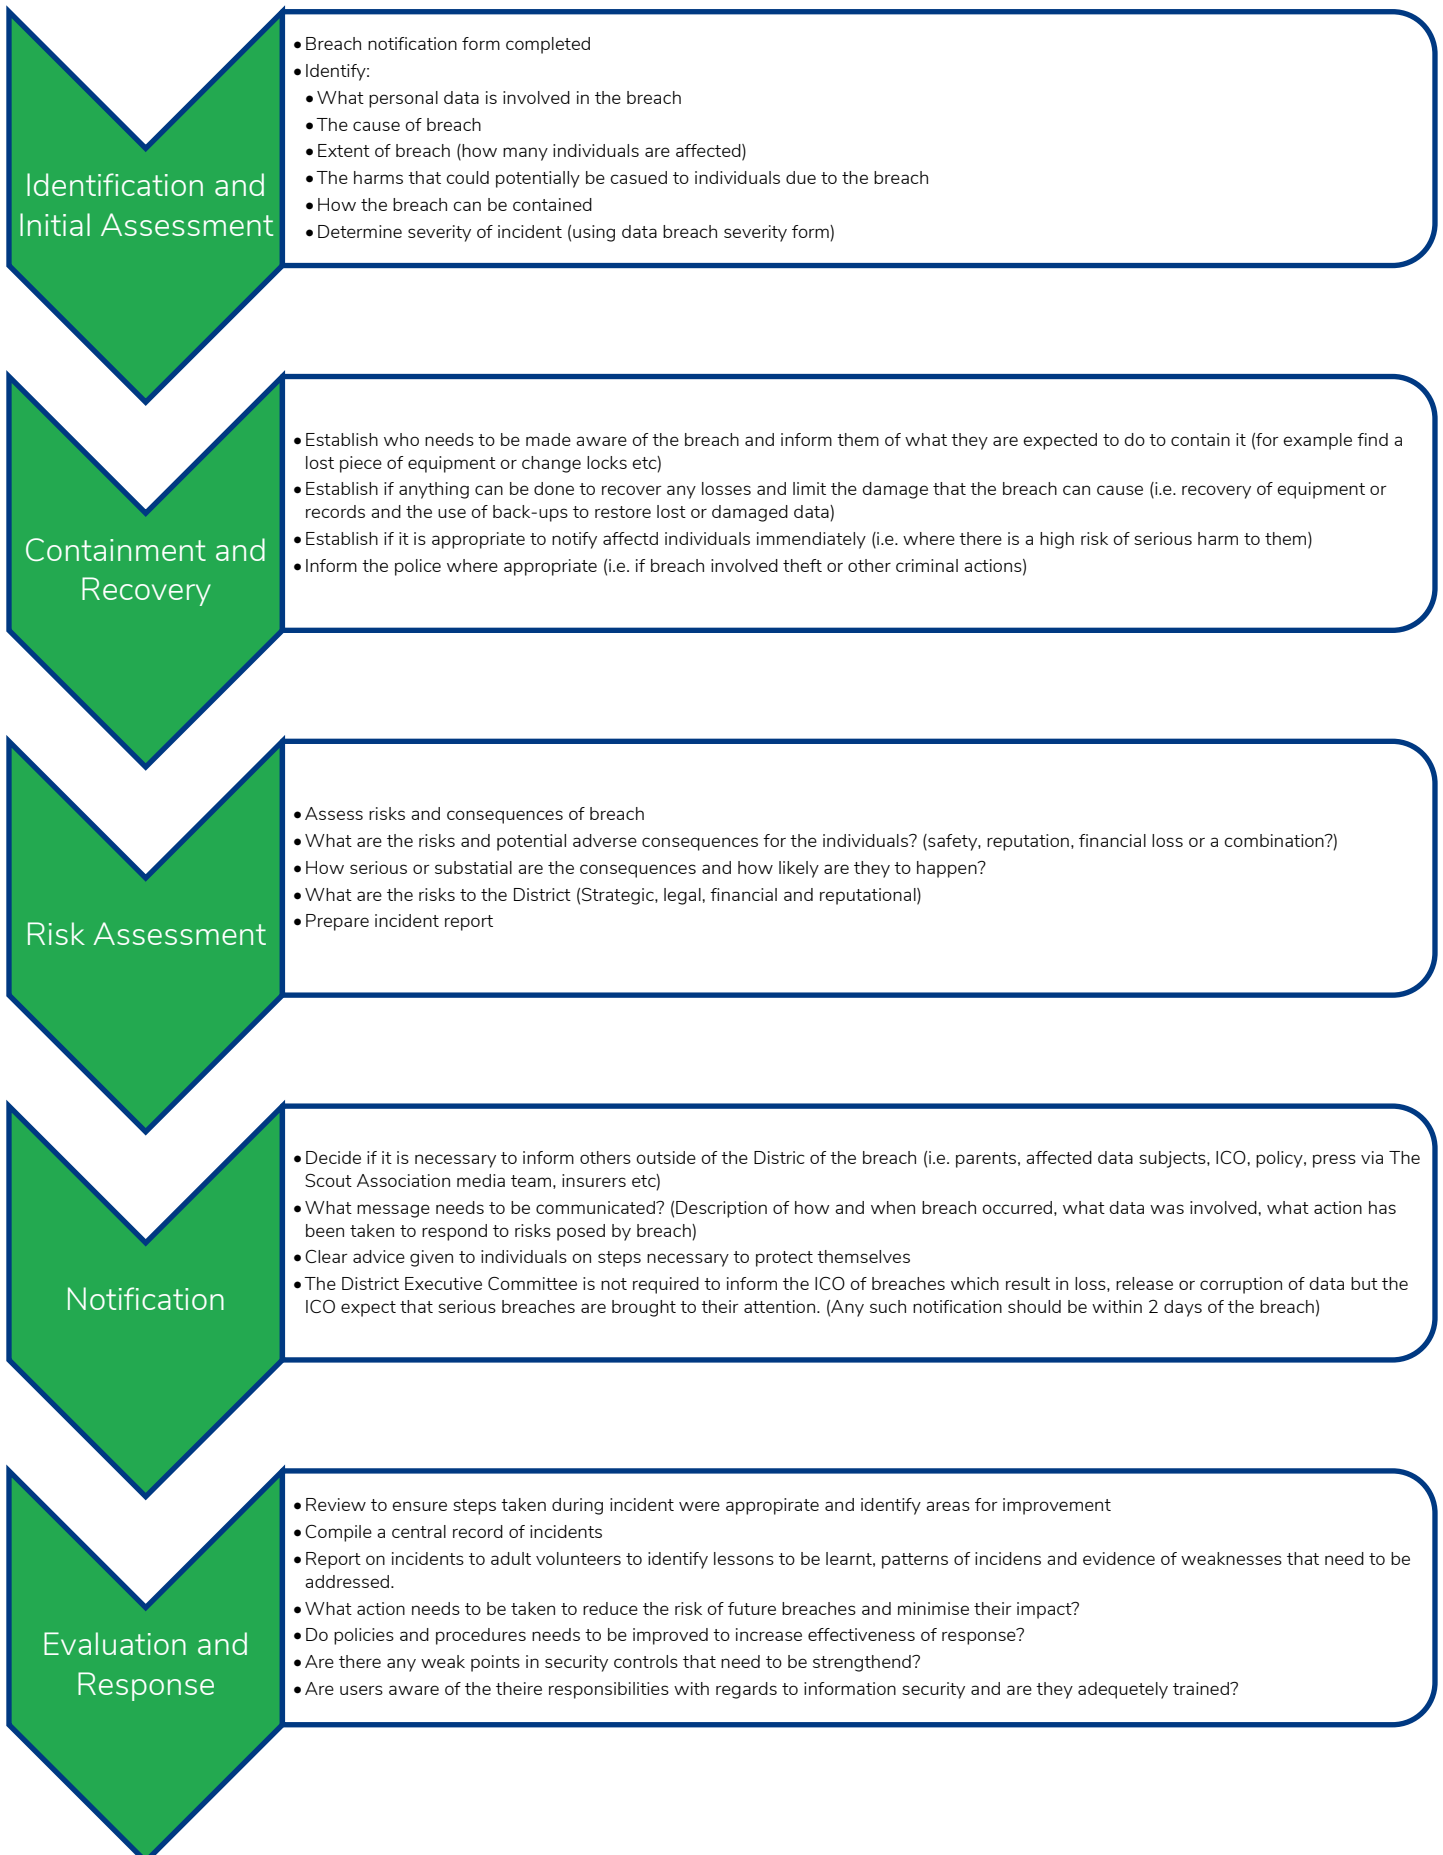 Identification and
Initial Assessment
•Breach notification form completed
•Identify:
•What personal data is involved in the breach
•The cause of breach
•Extent of breach (how many individuals are affected)
•The harms that could potentially be casued to individuals due to the breach
•How the breach can be contained
•Determine severity of incident (using data breach severity form)
Containment and
Recovery
•Establish who needs to be made aware of the breach and inform them of what they are expected to do to contain it (for example find a
lost piece of equipment or change locks etc)
•Establish if anything can be done to recover any losses and limit the damage that the breach can cause (i.e. recovery of equipment or
records and the use of back-ups to restore lost or damaged data)
•Establish if it is appropriate to notify affectd individuals immendiately (i.e. where there is a high risk of serious harm to them)
•Inform the police where appropriate (i.e. if breach involved theft or other criminal actions)
Risk Assessment
•Assess risks and consequences of breach
•What are the risks and potential adverse consequences for the individuals? (safety, reputation, financial loss or a combination?)
•How serious or substatial are the consequences and how likely are they to happen?
•What are the risks to the District (Strategic, legal, financial and reputational)
•Prepare incident report
Notification
•Decide if it is necessary to inform others outside of the Distric of the breach (i.e. parents, affected data subjects, ICO, policy, press via The
Scout Association media team, insurers etc)
•What message needs to be communicated? (Description of how and when breach occurred, what data was involved, what action has
been taken to respond to risks posed by breach)
•Clear advice given to individuals on steps necessary to protect themselves
•The District Executive Committee is not required to inform the ICO of breaches which result in loss, release or corruption of data but the
ICO expect that serious breaches are brought to their attention. (Any such notification should be within 2 days of the breach)
Evaluation and
Response
•Review to ensure steps taken during incident were appropirate and identify areas for improvement
•Compile a central record of incidents
•Report on incidents to adult volunteers to identify lessons to be learnt, patterns of incidens and evidence of weaknesses that need to be
addressed.
•What action needs to be taken to reduce the risk of future breaches and minimise their impact?
•Do policies and procedures needs to be improved to increase effectiveness of response?
•Are there any weak points in security controls that need to be strengthend?
•Are users aware of the theire responsibilities with regards to information security and are they adequetely trained?